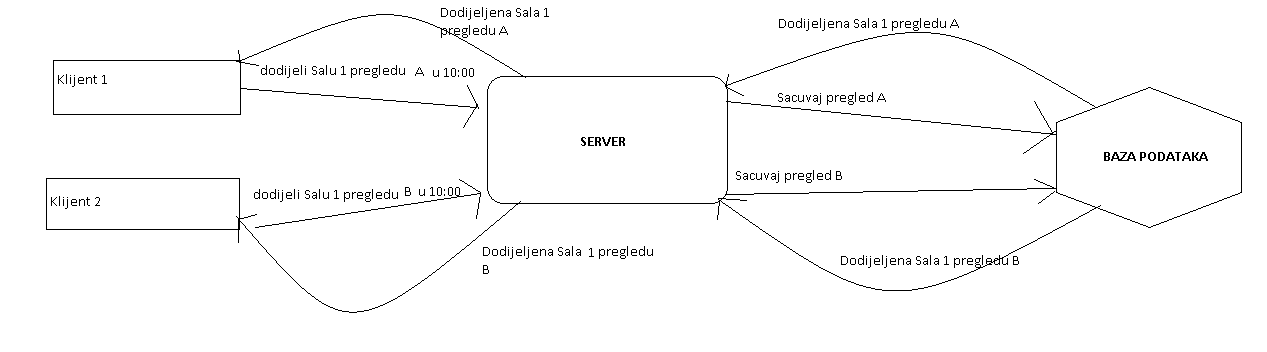 Dodijeljena Sala 1
pregledu A
Dodijeljena Sala 1 pregledu A
Klijent 1
dodijeli Salu 1 pregledu A u 10:00
Sacuvaj pregled A
SERVER
BAZA PODATAKA
Sacuvaj pregled B
Klijent 2
dodijeli Salu 1 pregledu B u 10:00
Dodijeljena Sala 1 pregledu
B
Dodijeljena Sala 1 pregledu B